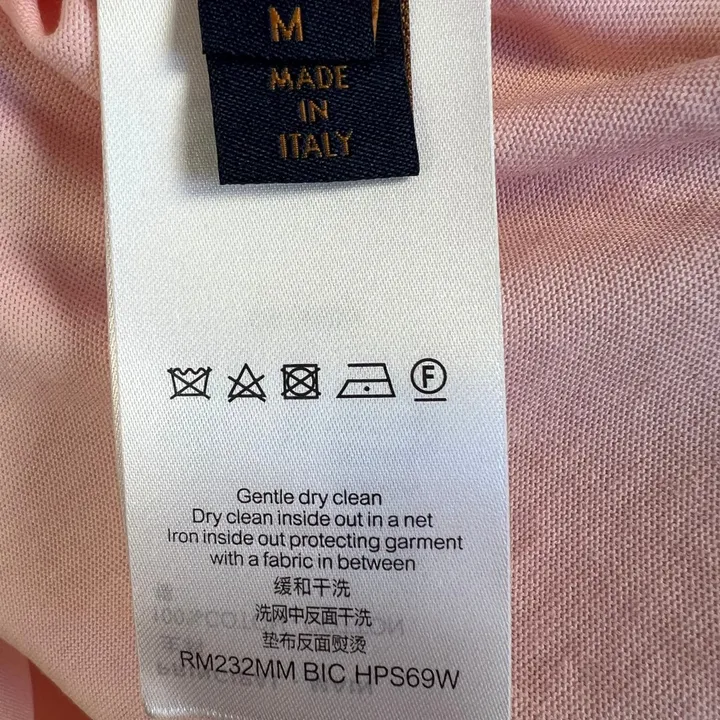 M
MADE
IN
ITALY
F
Gentle dry clean
Dry clean inside out in a net
Iron inside out protecting garment
with a fabric in between
缓和干洗
洗网中反面干洗
垫布反面熨烫
RM232MM BIC HPS69W